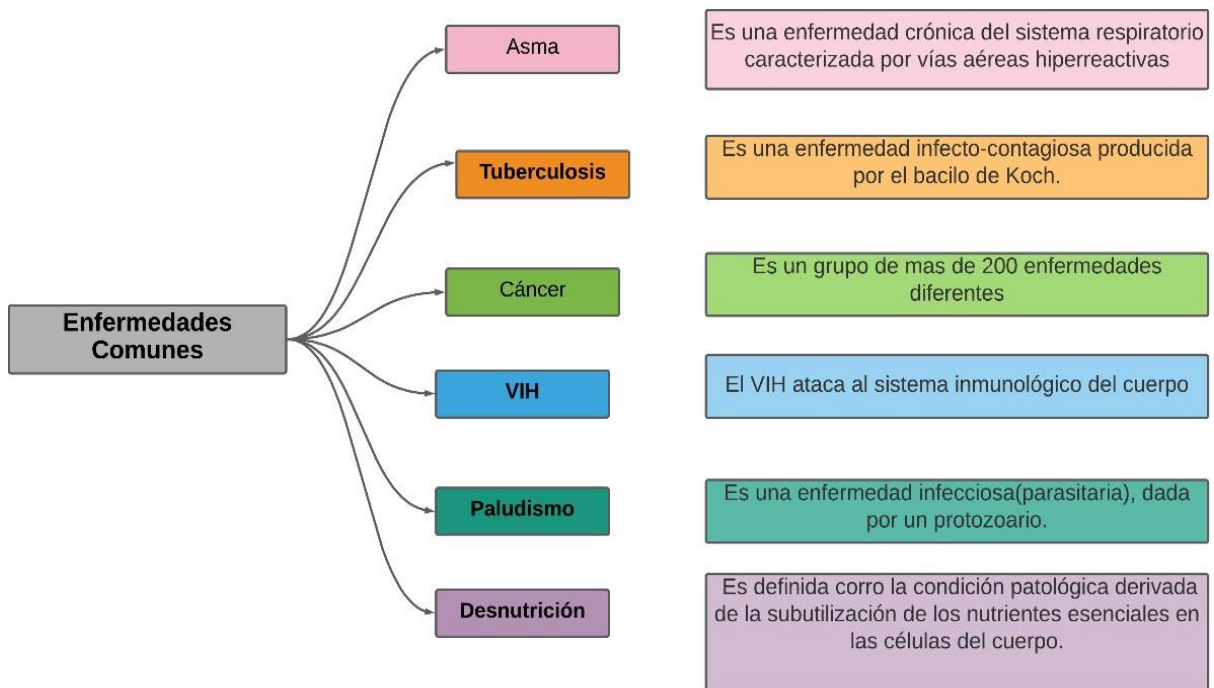 Asma
Es una enfermedad crónica del sistema respiratorio
caracterizada por vías aéreas hiperreactivas
Tuberculosis
Es una enfermedad infecto-contagiosa producida
por el bacilo de Koch.
Cáncer
Es un grupo de mas de 200 enfermedades
diferentes
Enfermedades
Comunes
VIH
El VIH ataca al sistema inmunológico del cuerpo
Paludismo
Es una enfermedad infecciosa(parasitaria), dada
por un protozoario.
Desnutrición
Es definida corro la condición patológica derivada
de la subutilización de los nutrientes esenciales en
las células del cuerpo.